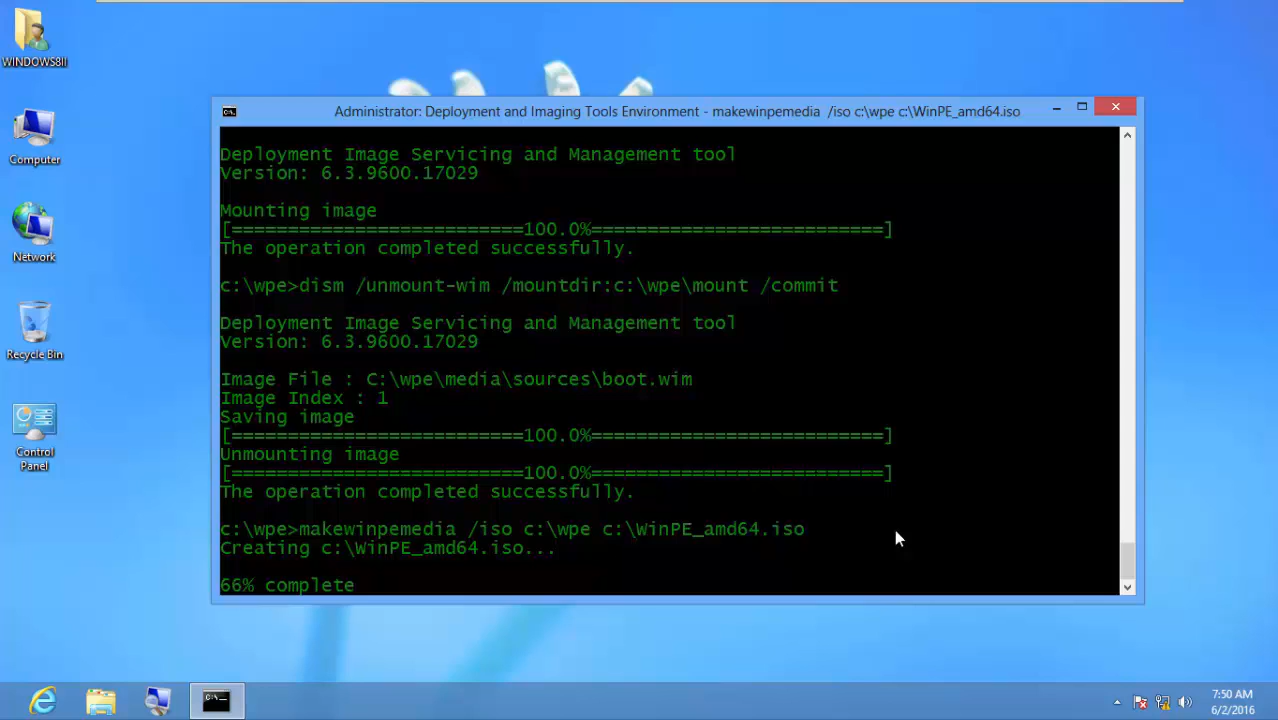 WINDOWS8II
Computer
Network
Recycle Bin
Control
Panel
Administrator: Deployment and Imaging Tools Environment - makewinpemedia /iso c:\wpe c:\WinPE_amd64.iso
Deployment Image Servicing and Management tool
Version: 6.3.9600.17029
Mounting image
[==========================100.0%==========================]
The operation completed successfully.
c:\wpe>dism /unmount-wim /mountdir:c:\wpe\mount /commit
Deployment Image Servicing and Management tool
Version: 6.3.9600.17029
Image File : C:\wpe\media\sources\boot.wim
Image Index : 1
Saving image
[==========================100.0%==========================]
Unmounting image
[==========================100.0%==========================]
The operation completed successfully.
c:\wpe>makewinpemedia /iso c:\wpe c:\WinPE_amd64.iso
Creating c:\WinPE_amd64.iso...
66% complete
7:50 AM
6/2/2016